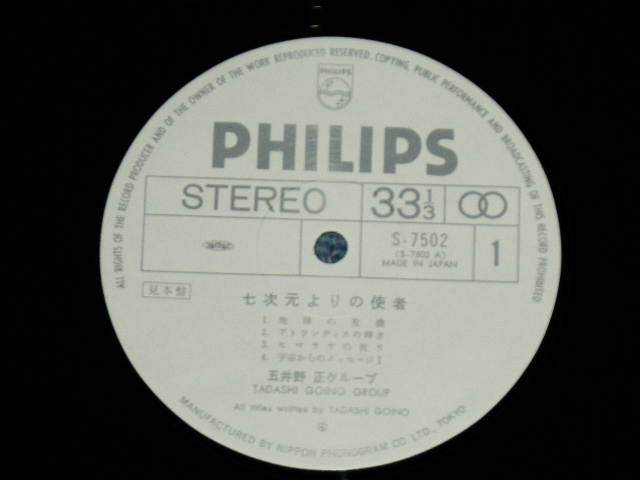 ALL RIGHTS OF THE RECORD PRODUCER AND OF THE OWNER OF THE WORK REPRODUCED RESERVED. COPYING, PUBLIC PERFORMANCE AND BROADCASTING OF THIS RECORD PROHIBITED
PHILIPS
PHILIPS
STEREO 33 1/3
S-7502
(S-7502 A)
MADE IN JAPAN
1
見本盤
七次元よりの使者
1. 地球の危機
2. アトランティスの嘆き
3. ヒマラヤの祈り
4. 宇宙からのメッセージI
五井野 正グループ
TADASHI GOINO GROUP
All titles written by TADASHI GOINO
MANUFACTURED BY NIPPON PHONOGRAM CO. LTD., TOKYO